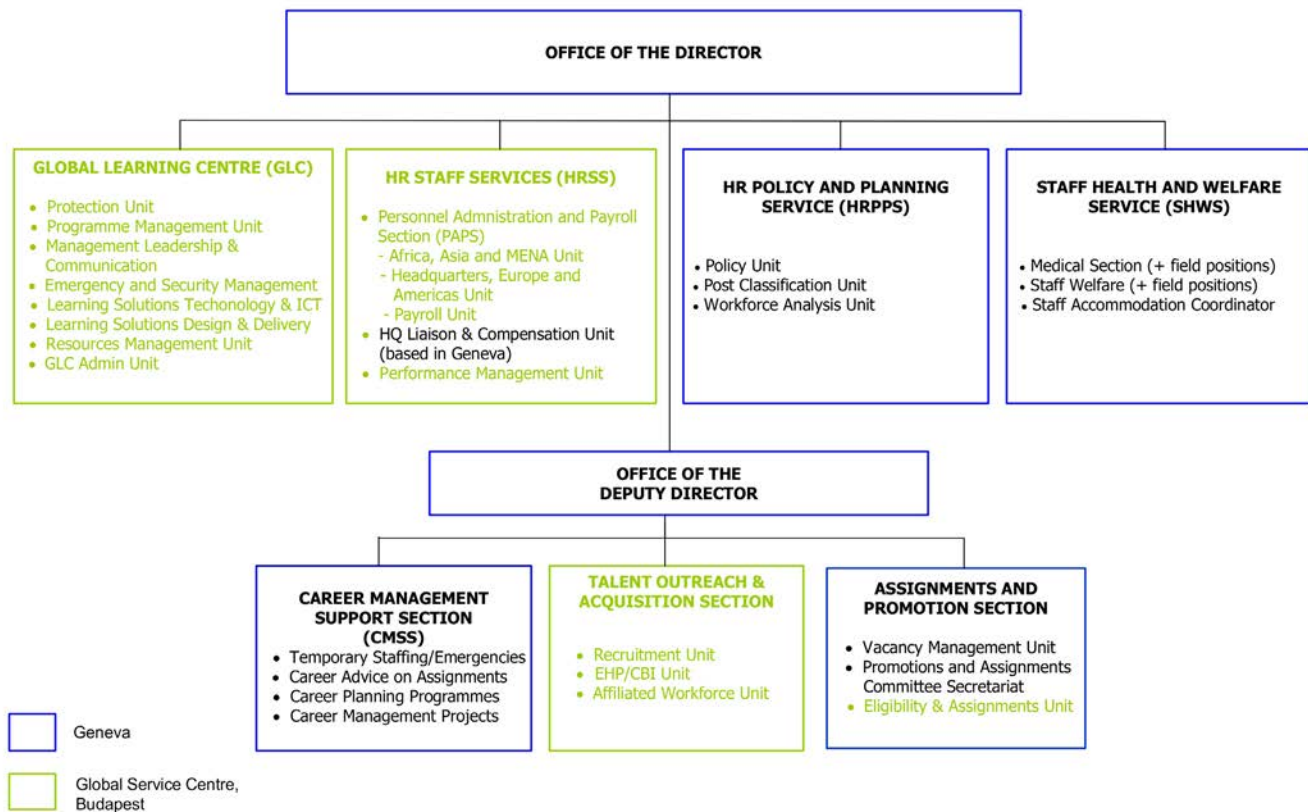 OFFICE OF THE DIRECTOR
GLOBAL LEARNING CENTRE (GLC)
• Protection Unit
• Programme Management Unit
• Management Leadership &
Communication
• Emergency and Security Management
• Learning Solutions Techonology & ICT
• Learning Solutions Design & Delivery
• Resources Management Unit
• GLC Admin Unit
HR STAFF SERVICES (HRSS)
• Personnel Admnistration and Payroll
Section (PAPS)
- Africa, Asia and MENA Unit
- Headquarters, Europe and
Americas Unit
- Payroll Unit
• HQ Liaison & Compensation Unit
(based in Geneva)
• Performance Management Unit
HR POLICY AND PLANNING
SERVICE (HRPPS)
• Policy Unit
• Post Classification Unit
• Workforce Analysis Unit
STAFF HEALTH AND WELFARE
SERVICE (SHWS)
• Medical Section (+ field positions)
• Staff Welfare (+ field positions)
• Staff Accommodation Coordinator
OFFICE OF THE
DEPUTY DIRECTOR
CAREER MANAGEMENT
SUPPORT SECTION
(CMSS)
• Temporary Staffing/Emergencies
• Career Advice on Assignments
• Career Planning Programmes
• Career Management Projects
TALENT OUTREACH &
ACQUISITION SECTION
• Recruitment Unit
• EHP/CBI Unit
• Affiliated Workforce Unit
ASSIGNMENTS AND
PROMOTION SECTION
• Vacancy Management Unit
• Promotions and Assignments
Committee Secretariat
• Eligibility & Assignments Unit
Geneva
Global Service Centre,
Budapest